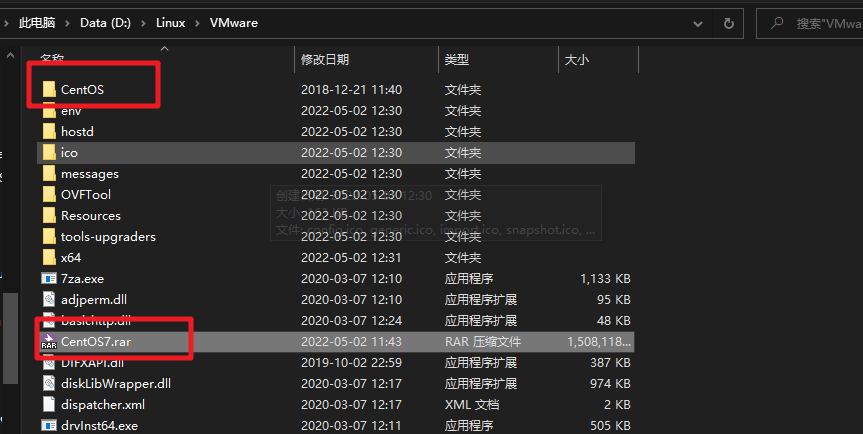 此电脑 > Data (D:) > Linux > VMware 搜索"VMwa
名称 修改日期 类型 大小
CentOS 2018-12-21 11:40 文件夹
env 2022-05-02 12:30 文件夹
hostd 2022-05-02 12:30 文件夹
ico 2022-05-02 12:30 文件夹
messages 2022-05-02 12:30 文件夹
OVFTool 2022-05-02 12:30 文件夹
Resources 2022-05-02 12:30 文件夹
tools-upgraders 2022-05-02 12:30 文件夹
x64 2022-05-02 12:31 文件夹
7za.exe 2020-03-07 12:10 应用程序 1,133 KB
adjperm.dll 2020-03-07 12:10 应用程序扩展 95 KB
basichttp.dll 2020-03-07 12:24 应用程序扩展 48 KB
CentOS7.rar 2022-05-02 11:43 RAR 压缩文件 1,508,118...
DIFXAPI.dll 2019-10-02 22:59 应用程序扩展 387 KB
diskLibWrapper.dll 2020-03-07 12:17 应用程序扩展 974 KB
dispatcher.xml 2020-03-07 12:17 XML 文档 2 KB
drvInst64.exe 2020-03-07 12:11 应用程序 505 KB
创建 12:30
大小
文件: config.ico, generic.ico, import.ico, snapshot.ico, ...
RAR